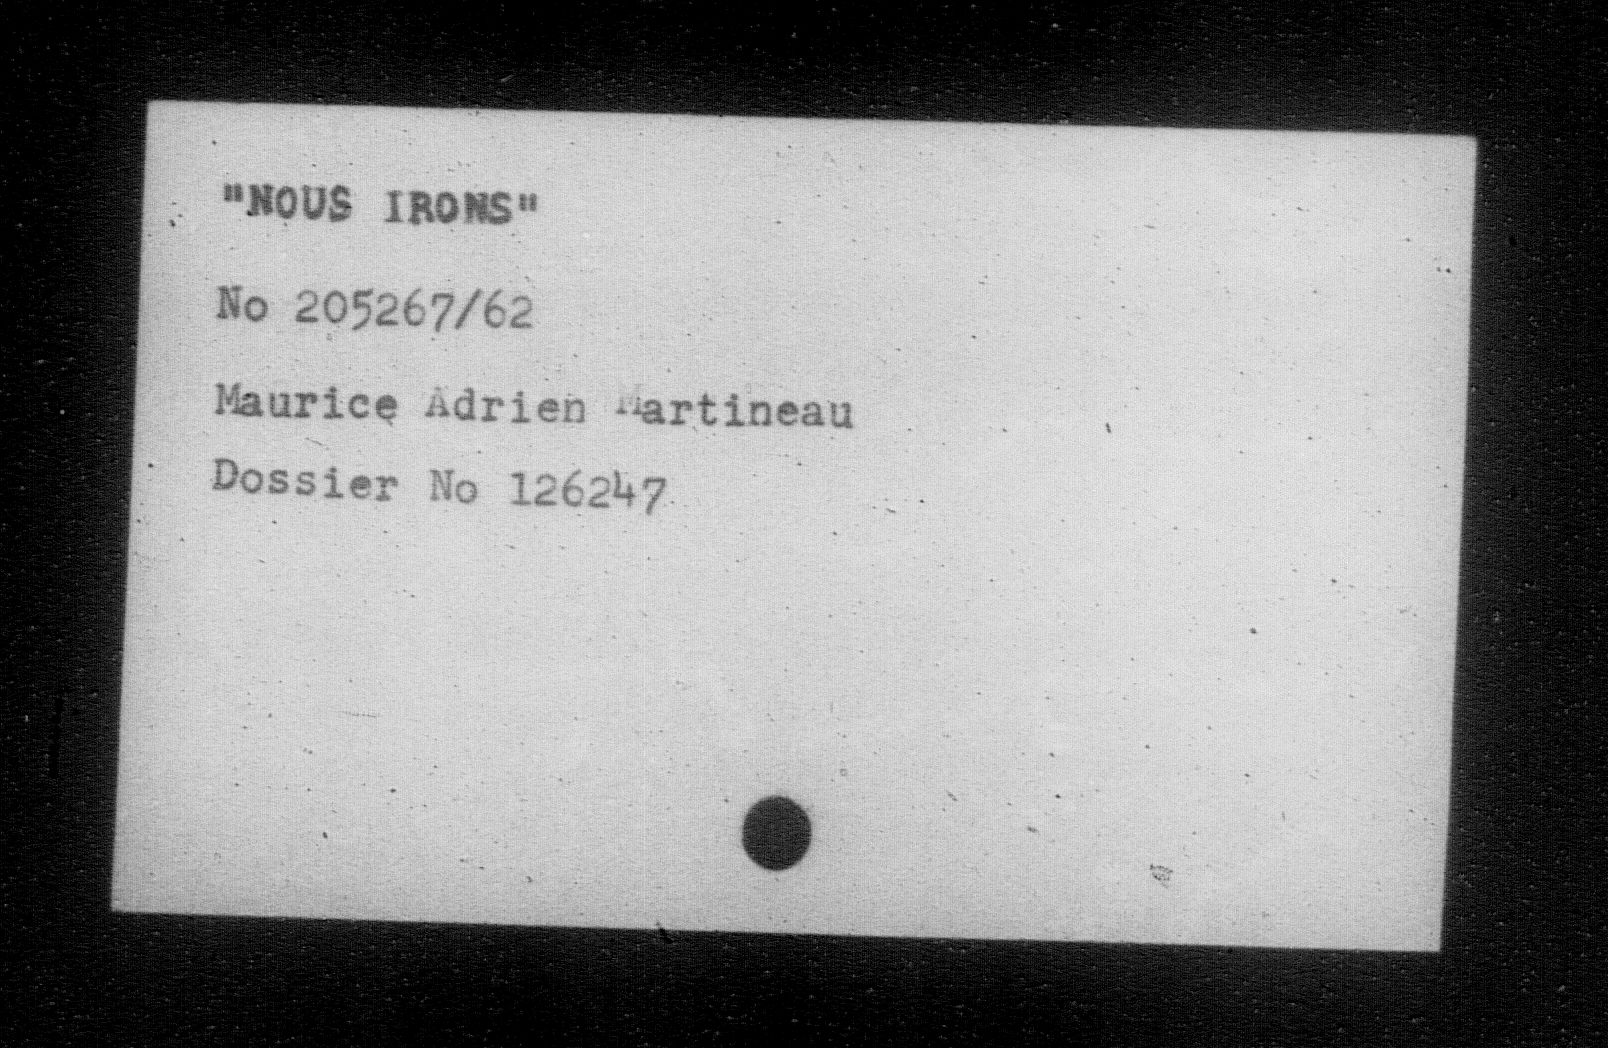 "NOUS IRONS"
No 205267/62
Maurice Adrien Martineau
Dossier No 126247